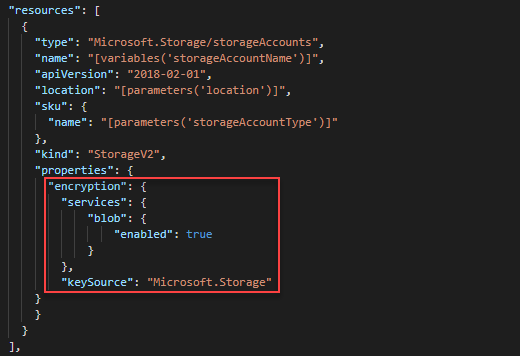 "resources": [
{
"type": "Microsoft.Storage/storageAccounts",
"name": "[variables('storageAccountName')]",
"apiVersion": "2018-02-01",
"location": "[parameters('location')]",
"sku": {
"name": "[parameters('storageAccountType')]"
},
"kind": "StorageV2",
"properties": {
"encryption": {
"services": {
"blob": {
"enabled": true
}
},
"keySource": "Microsoft.Storage"
}
}
}
],